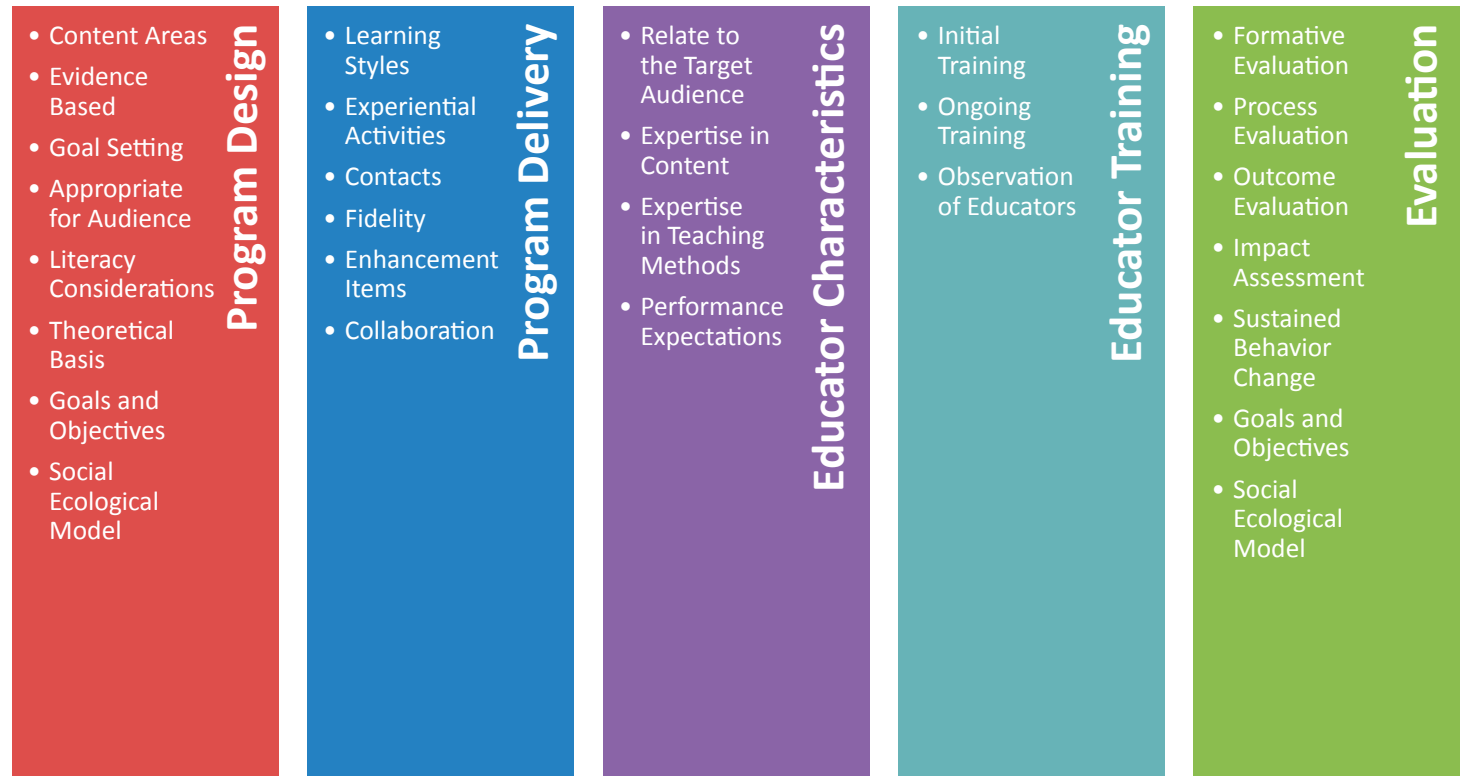 Program Design
• Content Areas
• Evidence
Based
• Goal Setting
• Appropriate
for Audience
• Literacy
Considerations
• Theoretical
Basis
• Goals and
Objectives
• Social
Ecological
Model
Program Delivery
• Learning
Styles
• Experiential
Activities
• Contacts
• Fidelity
• Enhancement
Items
• Collaboration
Educator Characteristics
• Relate to
the Target
Audience
• Expertise in
Content
• Expertise
in Teaching
Methods
• Performance
Expectations
Educator Training
• Initial
Training
• Ongoing
Training
• Observation
of Educators
Evaluation
• Formative
Evaluation
• Process
Evaluation
• Outcome
Evaluation
• Impact
Assessment
• Sustained
Behavior
Change
• Goals and
Objectives
• Social
Ecological
Model